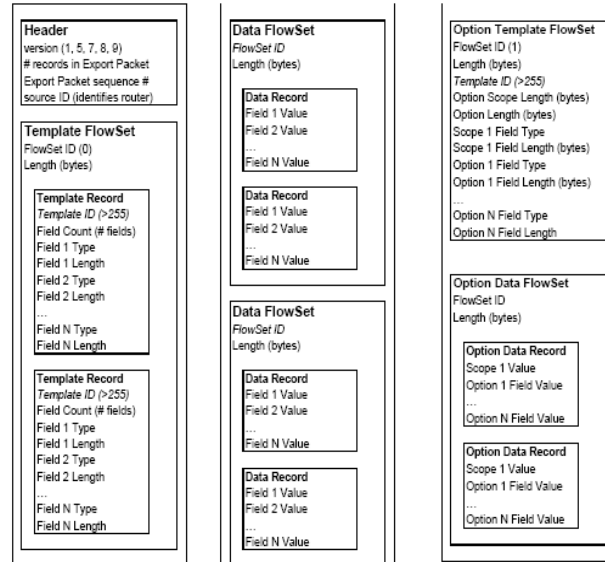 Header
version (1, 5, 7, 8, 9)
# records in Export Packet
Export Packet sequence #
source ID (identifies router)
Template FlowSet
FlowSet ID (0)
Length (bytes)
Template Record
Template ID (>255)
Field Count (# fields)
Field 1 Type
Field 1 Length
Field 2 Type
Field 2 Length
...
Field N Type
Field N Length
Template Record
Template ID (>255)
Field Count (# fields)
Field 1 Type
Field 1 Length
Field 2 Type
Field 2 Length
...
Field N Type
Field N Length
Data FlowSet
FlowSet ID
Length (bytes)
Data Record
Field 1 Value
Field 2 Value
...
Field N Value
Data Record
Field 1 Value
Field 2 Value
...
Field N Value
Data FlowSet
FlowSet ID
Length (bytes)
Data Record
Field 1 Value
Field 2 Value
...
Field N Value
Data Record
Field 1 Value
Field 2 Value
...
Field N Value
Option Template FlowSet
FlowSet ID (1)
Length (bytes)
Template ID (>255)
Option Scope Length (bytes)
Option Length (bytes)
Scope 1 Field Type
Scope 1 Field Length (bytes)
Option 1 Field Type
Option 1 Field Length (bytes)
...
Option N Field Type
Option N Field Length
Option Data FlowSet
FlowSet ID
Length (bytes)
Option Data Record
Scope 1 Value
Option 1 Field Value
...
Option N Field Value
Option Data Record
Scope 1 Value
Option 1 Field Value
...
Option N Field Value